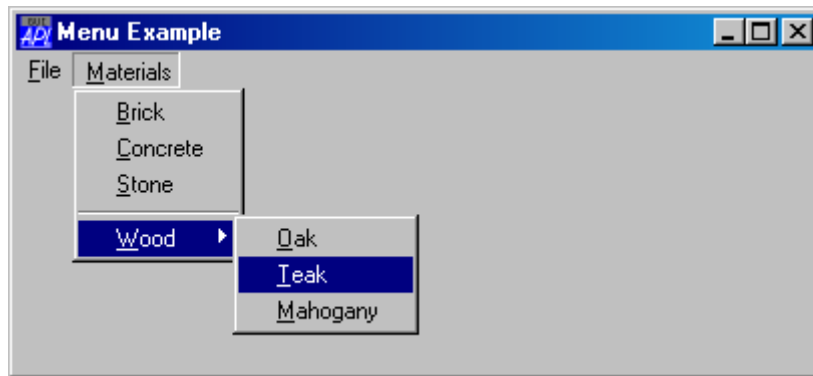 Menu Example
File Materials
Brick
Concrete
Stone
Wood
Oak
Teak
Mahogany